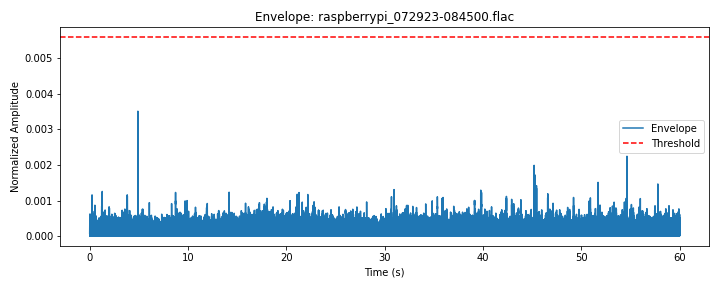 Envelope: raspberrypi_072923-084500.flac
Normalized Amplitude
0.005
0.004
0.003
0.002
0.001
0.000
Envelope
Threshold
0 10 20 30 40 50 60
Time (s)